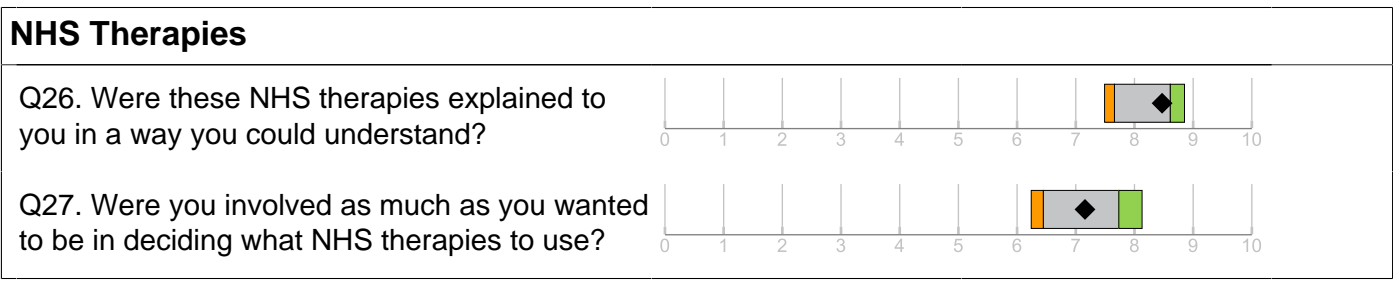 NHS Therapies
Q26. Were these NHS therapies explained to
you in a way you could understand?
0 1 2 3 4 5 6 7 8 9 10
Q27. Were you involved as much as you wanted
to be in deciding what NHS therapies to use?
0 1 2 3 4 5 6 7 8 9 10